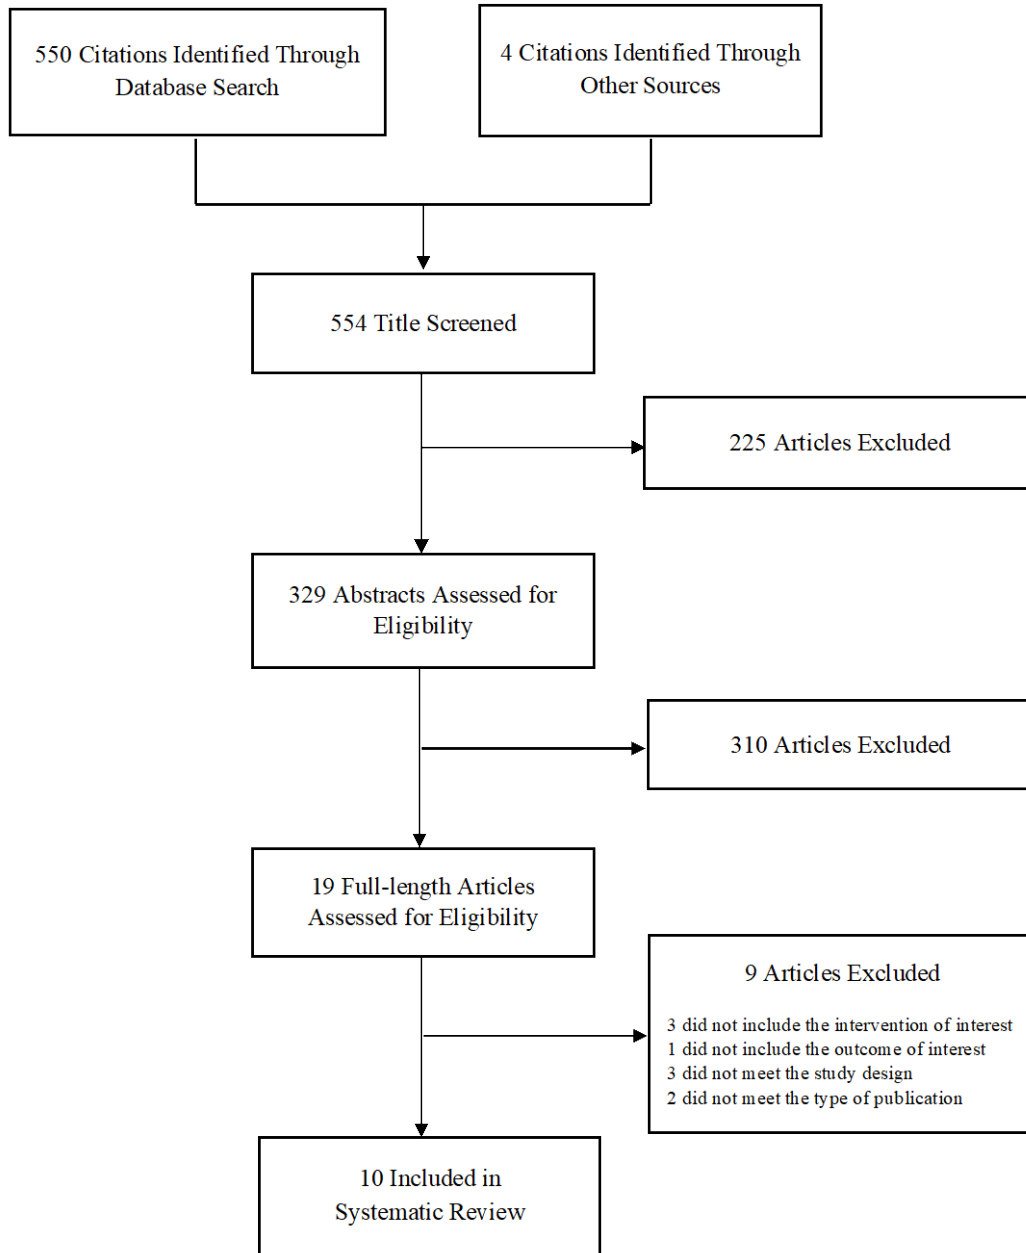 550 Citations Identified Through
Database Search
4 Citations Identified Through
Other Sources
554 Title Screened
225 Articles Excluded
329 Abstracts Assessed for
Eligibility
310 Articles Excluded
19 Full-length Articles
Assessed for Eligibility
9 Articles Excluded
3 did not include the intervention of interest
1 did not include the outcome of interest
3 did not meet the study design
2 did not meet the type of publication
10 Included in
Systematic Review